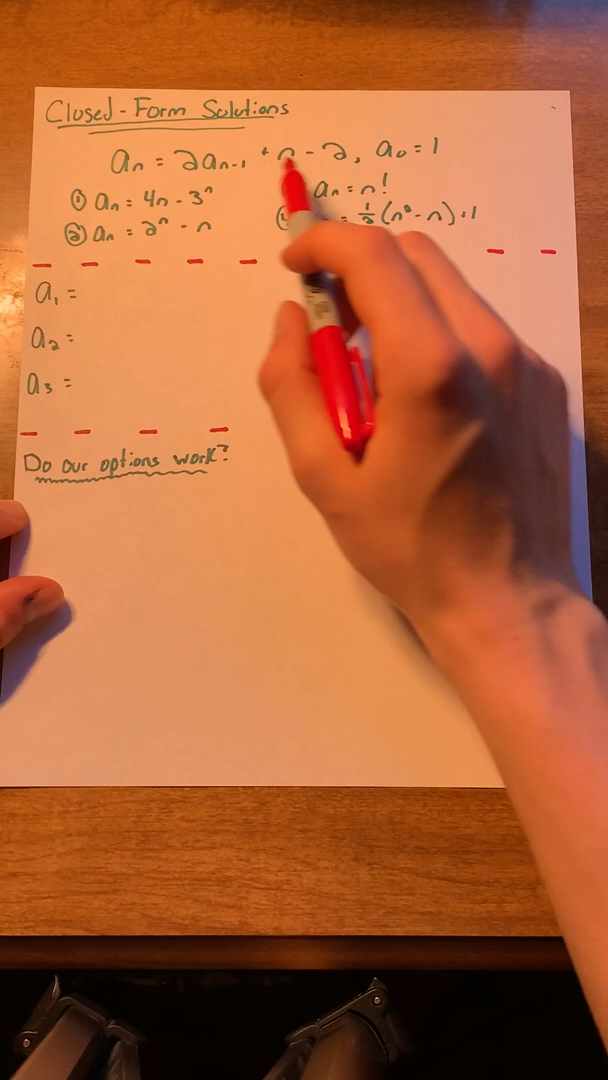 Closed-Form Solutions
aₙ = 2aₙ₋₁ + n - 2, a₀ = 1
① aₙ = 4n - 3ⁿ
② aₙ = 2ⁿ - n
aₙ = n!
= 1/2 (n² - n) + 1
a₁ =
a₂ =
a₃ =
Do our options work?